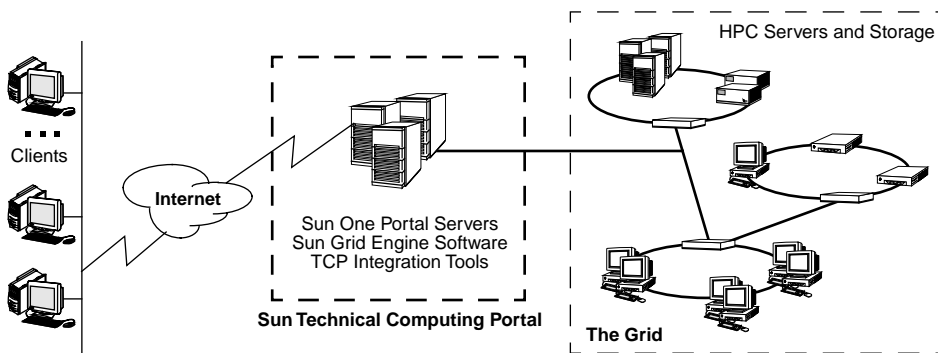 HPC Servers and Storage
Clients
Internet
Sun One Portal Servers
Sun Grid Engine Software
TCP Integration Tools
Sun Technical Computing Portal
The Grid